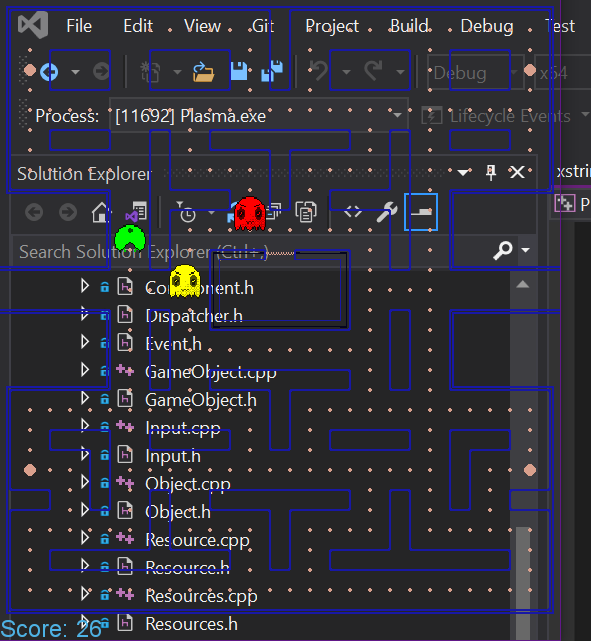 File Edit View Git Project Build Debug Test
Debug x64
Process: [11692] Plasma.exe Lifecycle Events
Solution Explorer
xstrin
P
Search Solution Explorer (Ctrl+;)
Component.h
Dispatcher.h
Event.h
GameObject.cpp
GameObject.h
Input.cpp
Input.h
Object.cpp
Object.h
Resource.cpp
Resource.h
Resources.cpp
Resources.h
Score: 26